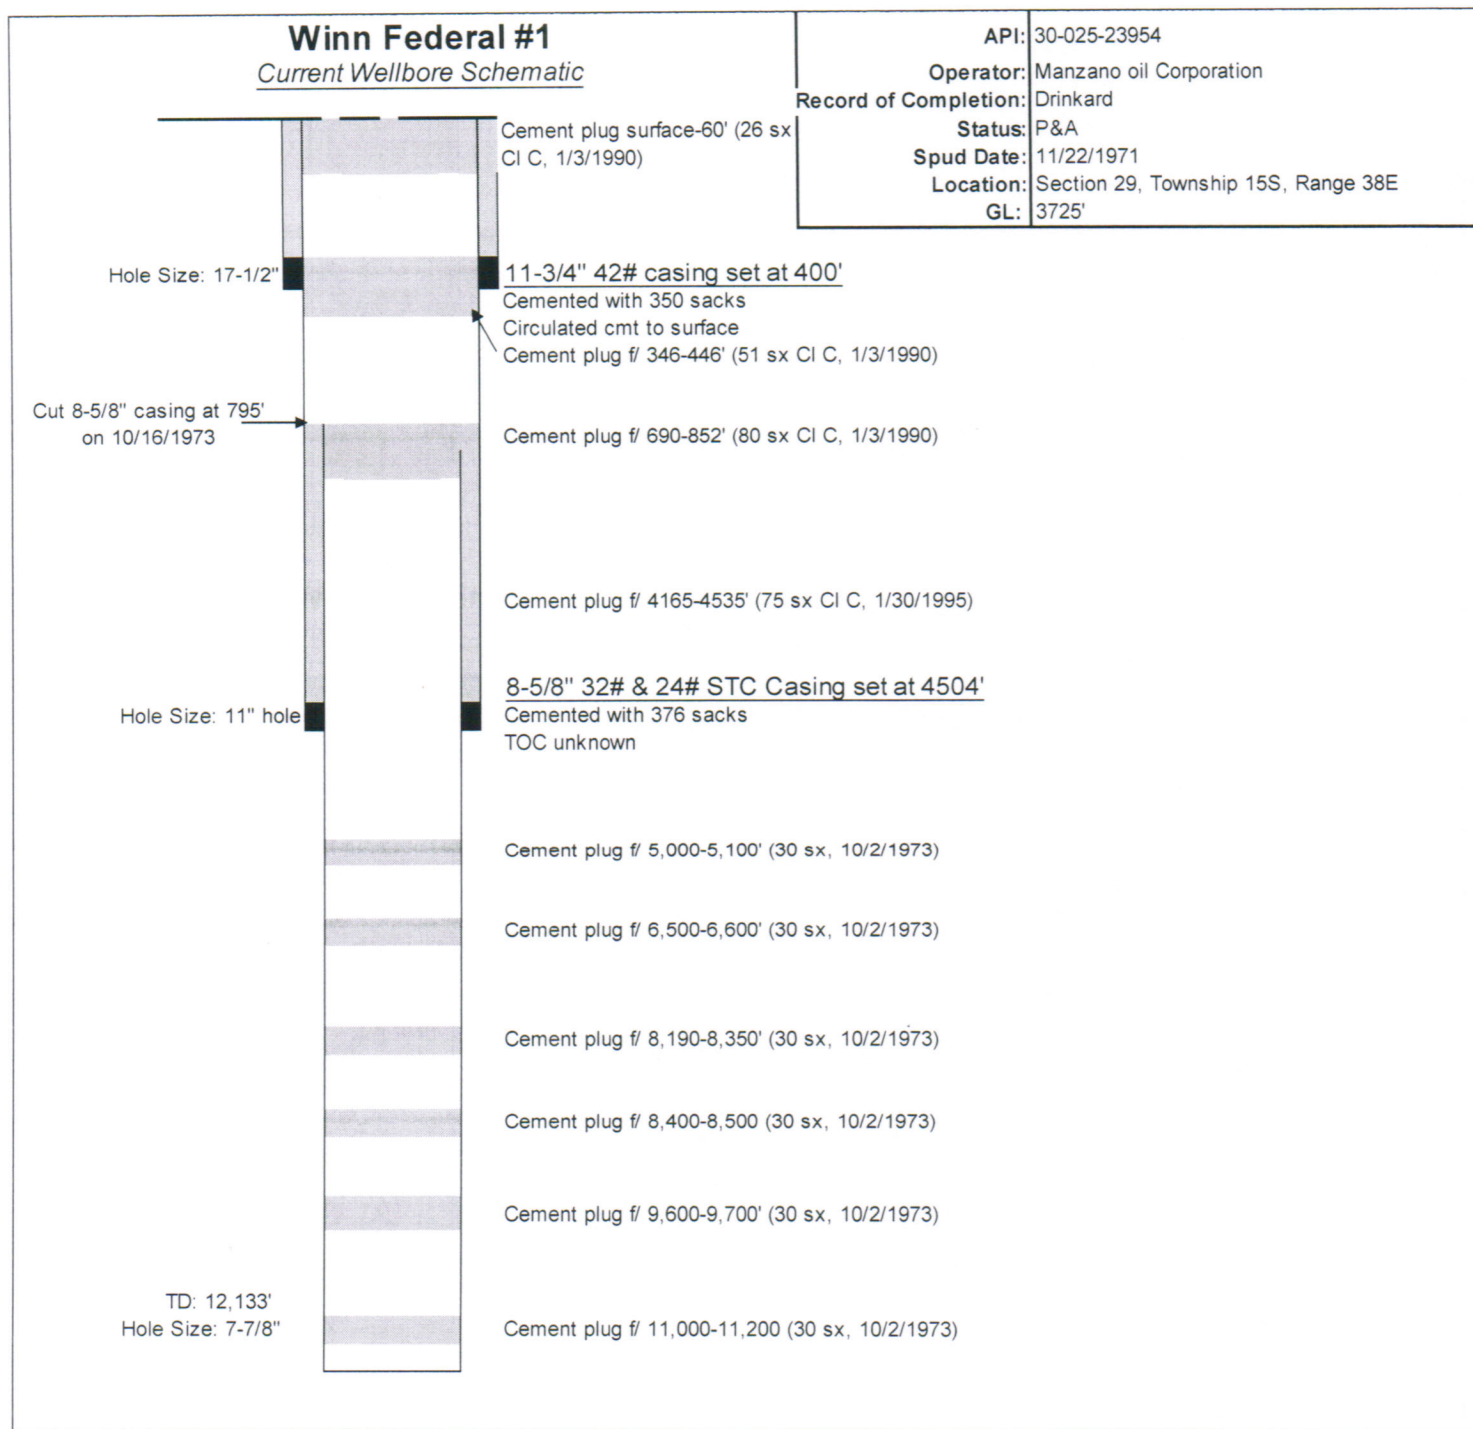 Winn Federal #1
Current Wellbore Schematic
API: 30-025-23954
Operator: Manzano oil Corporation
Record of Completion: Drinkard
Status: P&A
Spud Date: 11/22/1971
Location: Section 29, Township 15S, Range 38E
GL: 3725'
Cement plug surface-60' (26 sx
Cl C, 1/3/1990)
Hole Size: 17-1/2"
11-3/4" 42# casing set at 400'
Cemented with 350 sacks
Circulated cmt to surface
Cement plug f/ 346-446' (51 sx Cl C, 1/3/1990)
Cut 8-5/8" casing at 795'
on 10/16/1973
Cement plug f/ 690-852' (80 sx Cl C, 1/3/1990)
Cement plug f/ 4165-4535' (75 sx Cl C, 1/30/1995)
8-5/8" 32# & 24# STC Casing set at 4504'
Hole Size: 11" hole
Cemented with 376 sacks
TOC unknown
Cement plug f/ 5,000-5,100' (30 sx, 10/2/1973)
Cement plug f/ 6,500-6,600' (30 sx, 10/2/1973)
Cement plug f/ 8,190-8,350' (30 sx, 10/2/1973)
Cement plug f/ 8,400-8,500 (30 sx, 10/2/1973)
Cement plug f/ 9,600-9,700' (30 sx, 10/2/1973)
TD: 12,133'
Hole Size: 7-7/8"
Cement plug f/ 11,000-11,200 (30 sx, 10/2/1973)